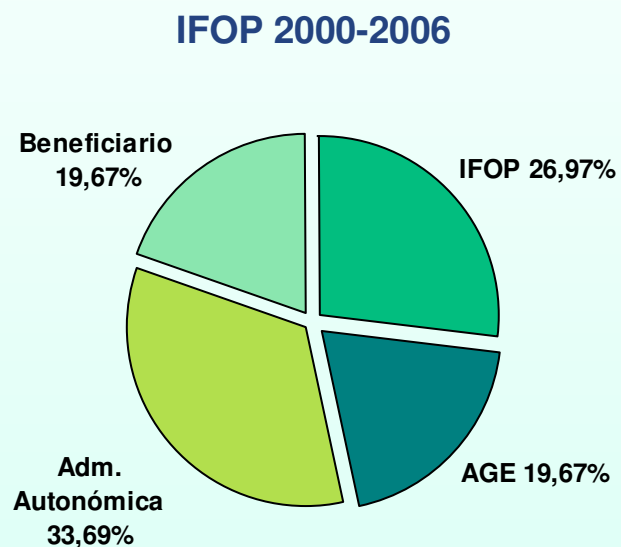 IFOP 2000-2006
Beneficiario
19,67%
IFOP 26,97%
AGE 19,67%
Adm.
Autonómica
33,69%